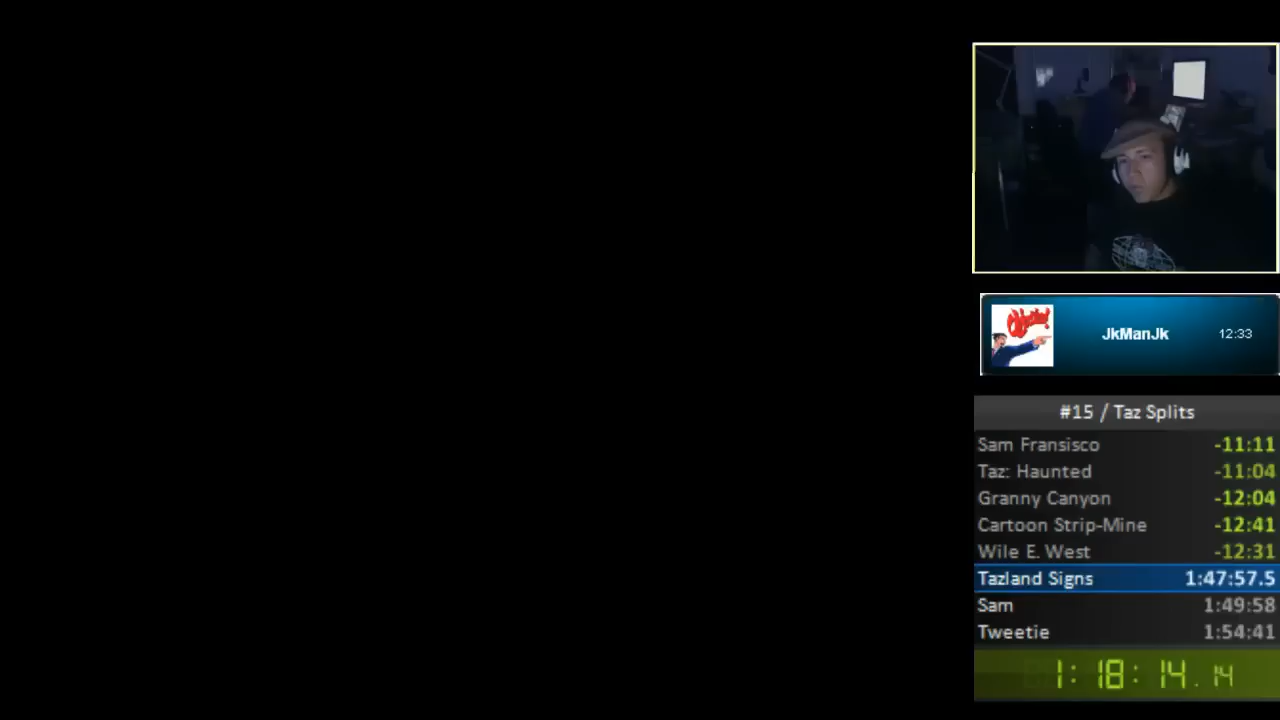 Objection!
JkManJk 12:33
#15 / Taz Splits
Sam Fransisco -11:11
Taz: Haunted -11:04
Granny Canyon -12:04
Cartoon Strip-Mine -12:41
Wile E. West -12:31
Tazland Signs 1:47:57.5
Sam 1:49:58
Tweetie 1:54:41
1:18:14.14